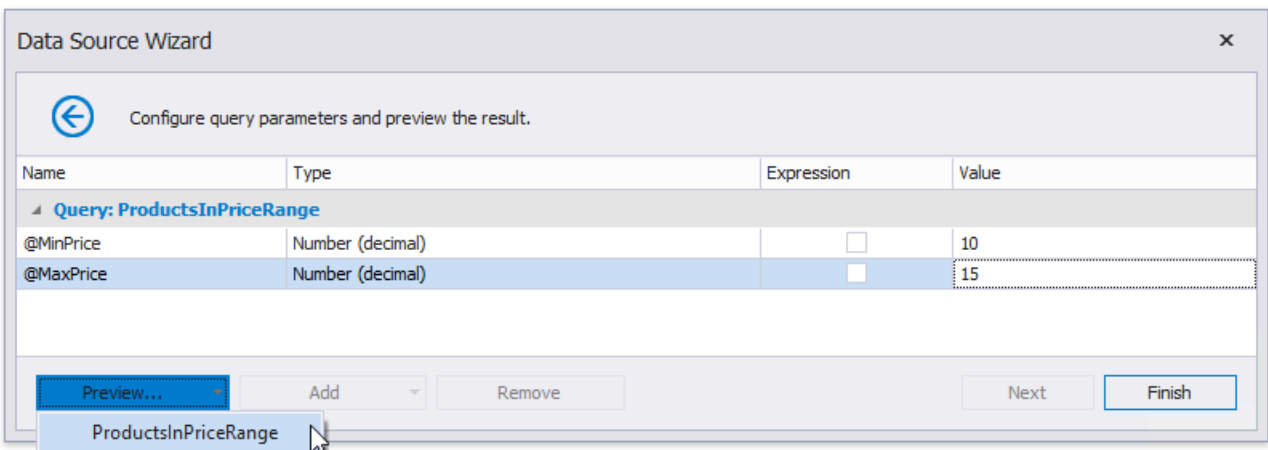 Data Source Wizard
Configure query parameters and preview the result.
Name Type Expression Value
Query: ProductsInPriceRange
@MinPrice Number (decimal) 10
@MaxPrice Number (decimal) 15
Preview... Add Remove Next Finish
ProductsInPriceRange